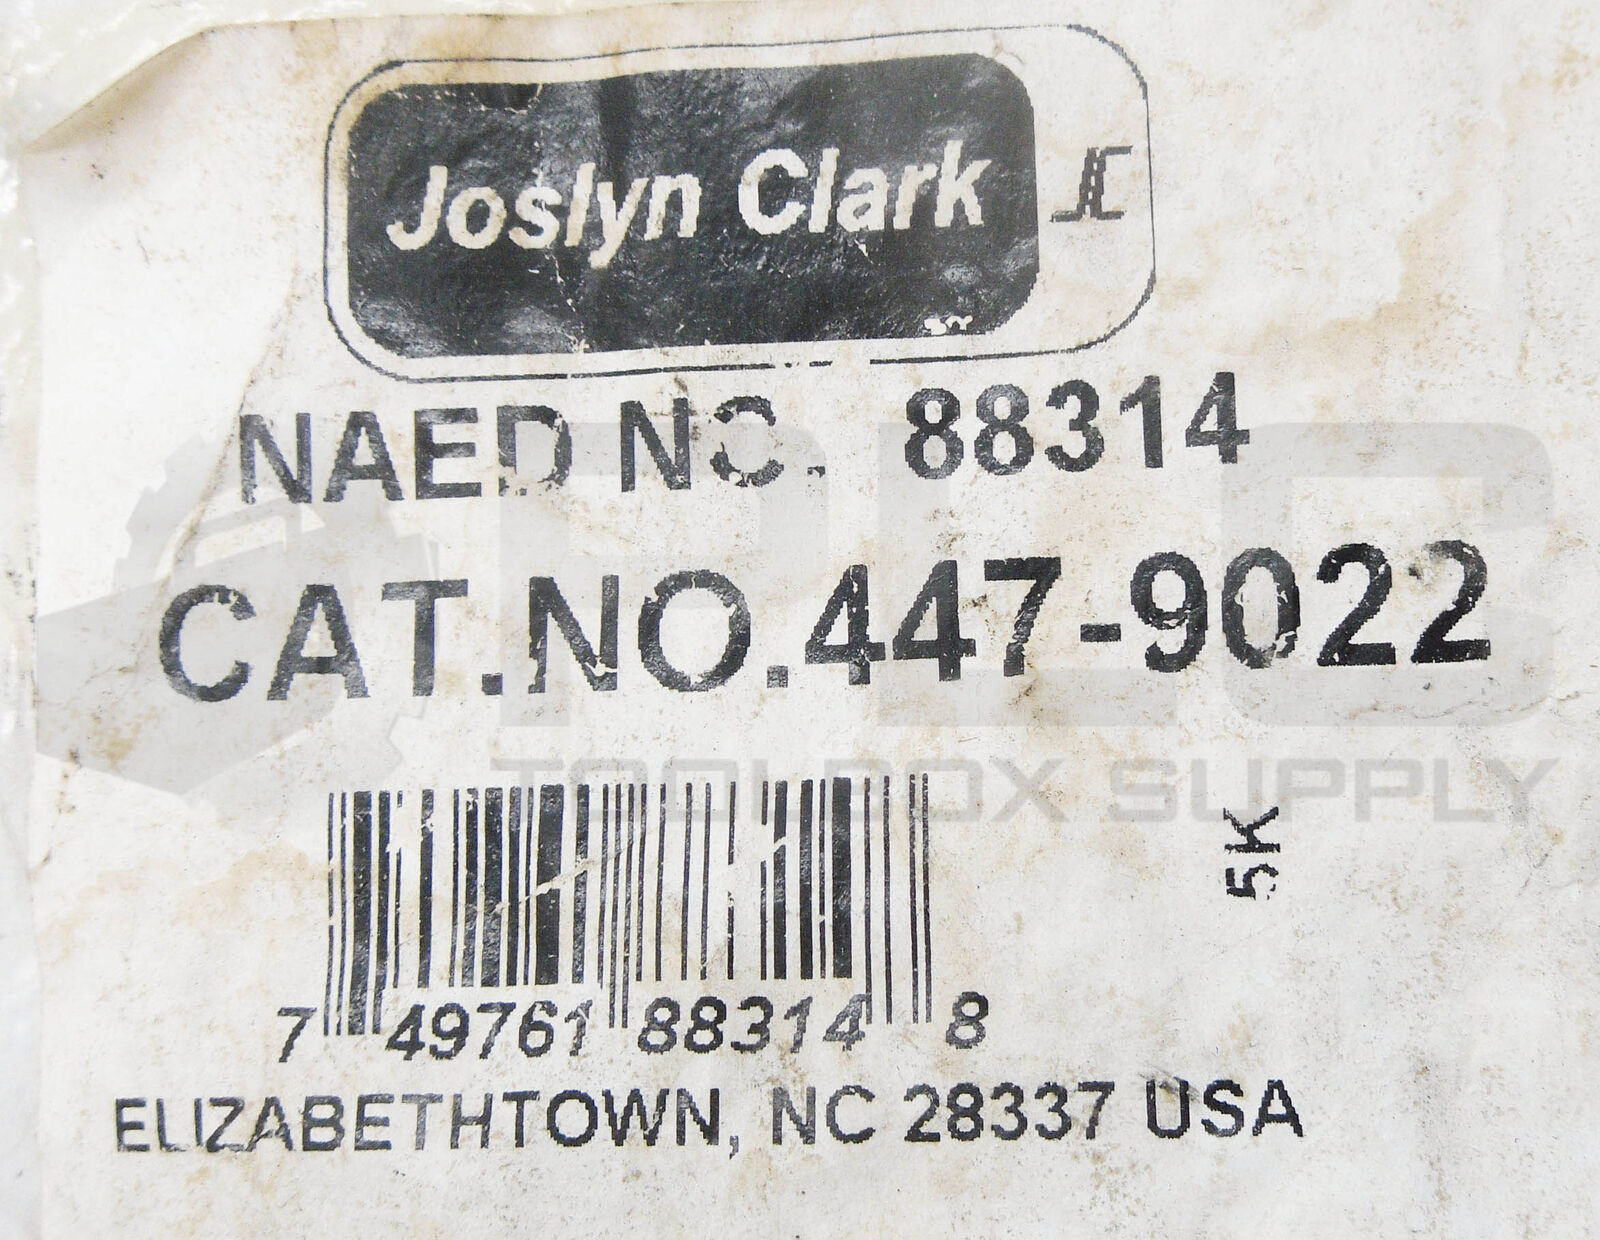 Joslyn Clark
NAED NO. 88314
CAT.NO.447-9022
PLC
TOOLBOX SUPPLY
5K
7 49761 88314 8
ELIZABETHTOWN, NC 28337 USA